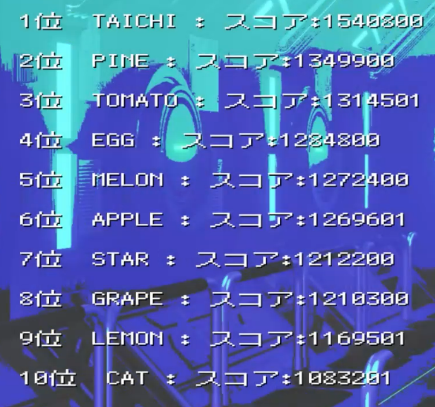 1位 TAICHI : スコア:1540800
2位 PINE : スコア:1349900
3位 TOMATO : スコア:1314501
4位 EGG : スコア:1284800
5位 MELON : スコア:1272400
6位 APPLE : スコア:1269601
7位 STAR : スコア:1212200
8位 GRAPE : スコア:1210300
9位 LEMON : スコア:1169501
10位 CAT : スコア:1083201